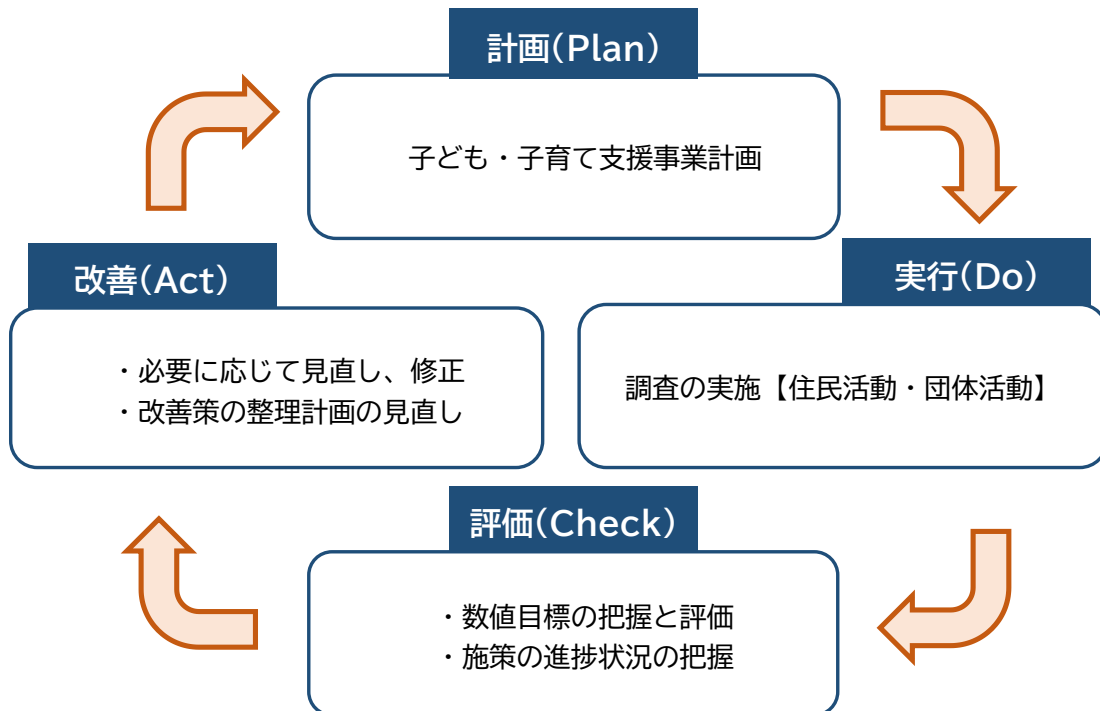 計画(Plan)
子ども・子育て支援事業計画
実行(Do)
調査の実施【住民活動・団体活動】
評価(Check)
・数値目標の把握と評価
・施策の進捗状況の把握
改善(Act)
・必要に応じて見直し、修正
・改善策の整理計画の見直し